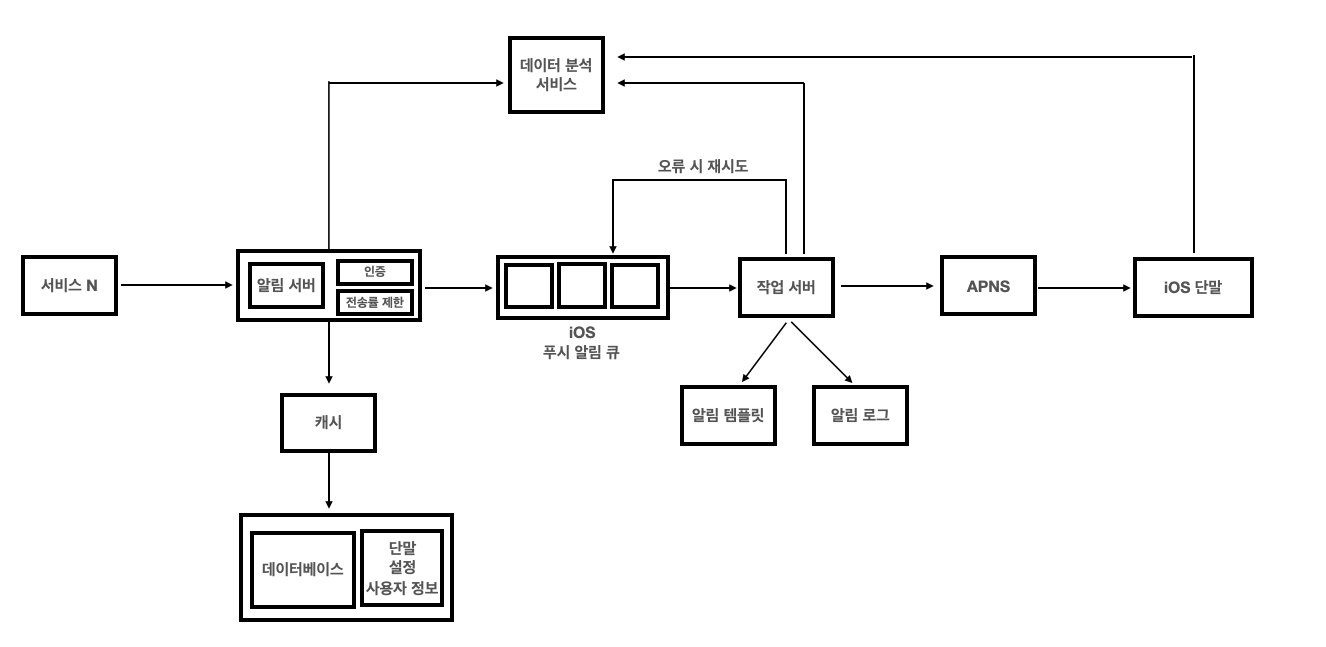 데이터 분석
서비스
오류 시 재시도
서비스 N
알림 서버
인증
전송률 제한
iOS
푸시 알림 큐
작업 서버
APNS
iOS 단말
캐시
알림 템플릿
알림 로그
데이터베이스
단말
설정
사용자 정보